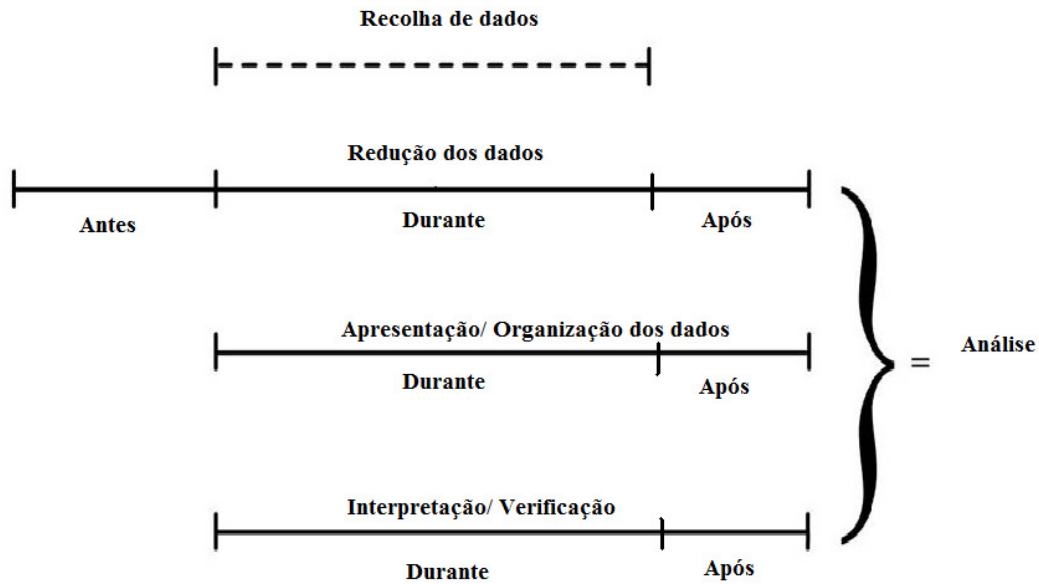 Recolha de dados
Redução dos dados
Antes
Durante
Após
Apresentação/ Organização dos dados
Durante
Após
= Análise
Interpretação/ Verificação
Durante
Após